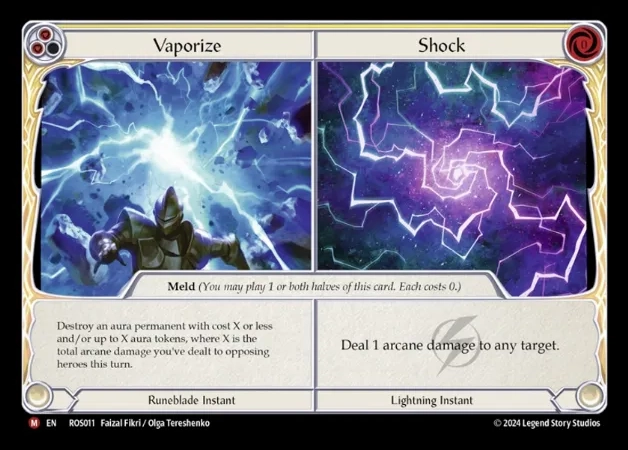 Vaporize
Shock
0
Meld (You may play 1 or both halves of this card. Each costs 0.)
Destroy an aura permanent with cost X or less
and/or up to X aura tokens, where X is the
total arcane damage you've dealt to opposing
heroes this turn.
Deal 1 arcane damage to any target.
Runeblade Instant
Lightning Instant
M EN ROS011 Faizal Fikri / Olga Tereshenko
© 2024 Legend Story Studios